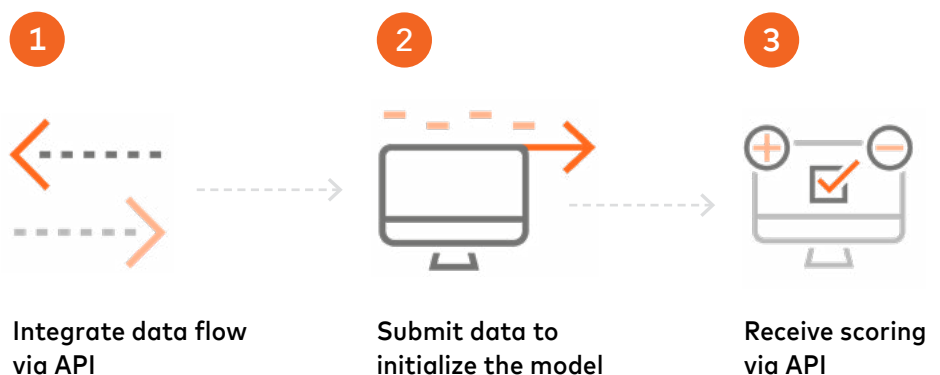 1
2
3
Integrate data flow
via API
Submit data to
initialize the model
Receive scoring
via API